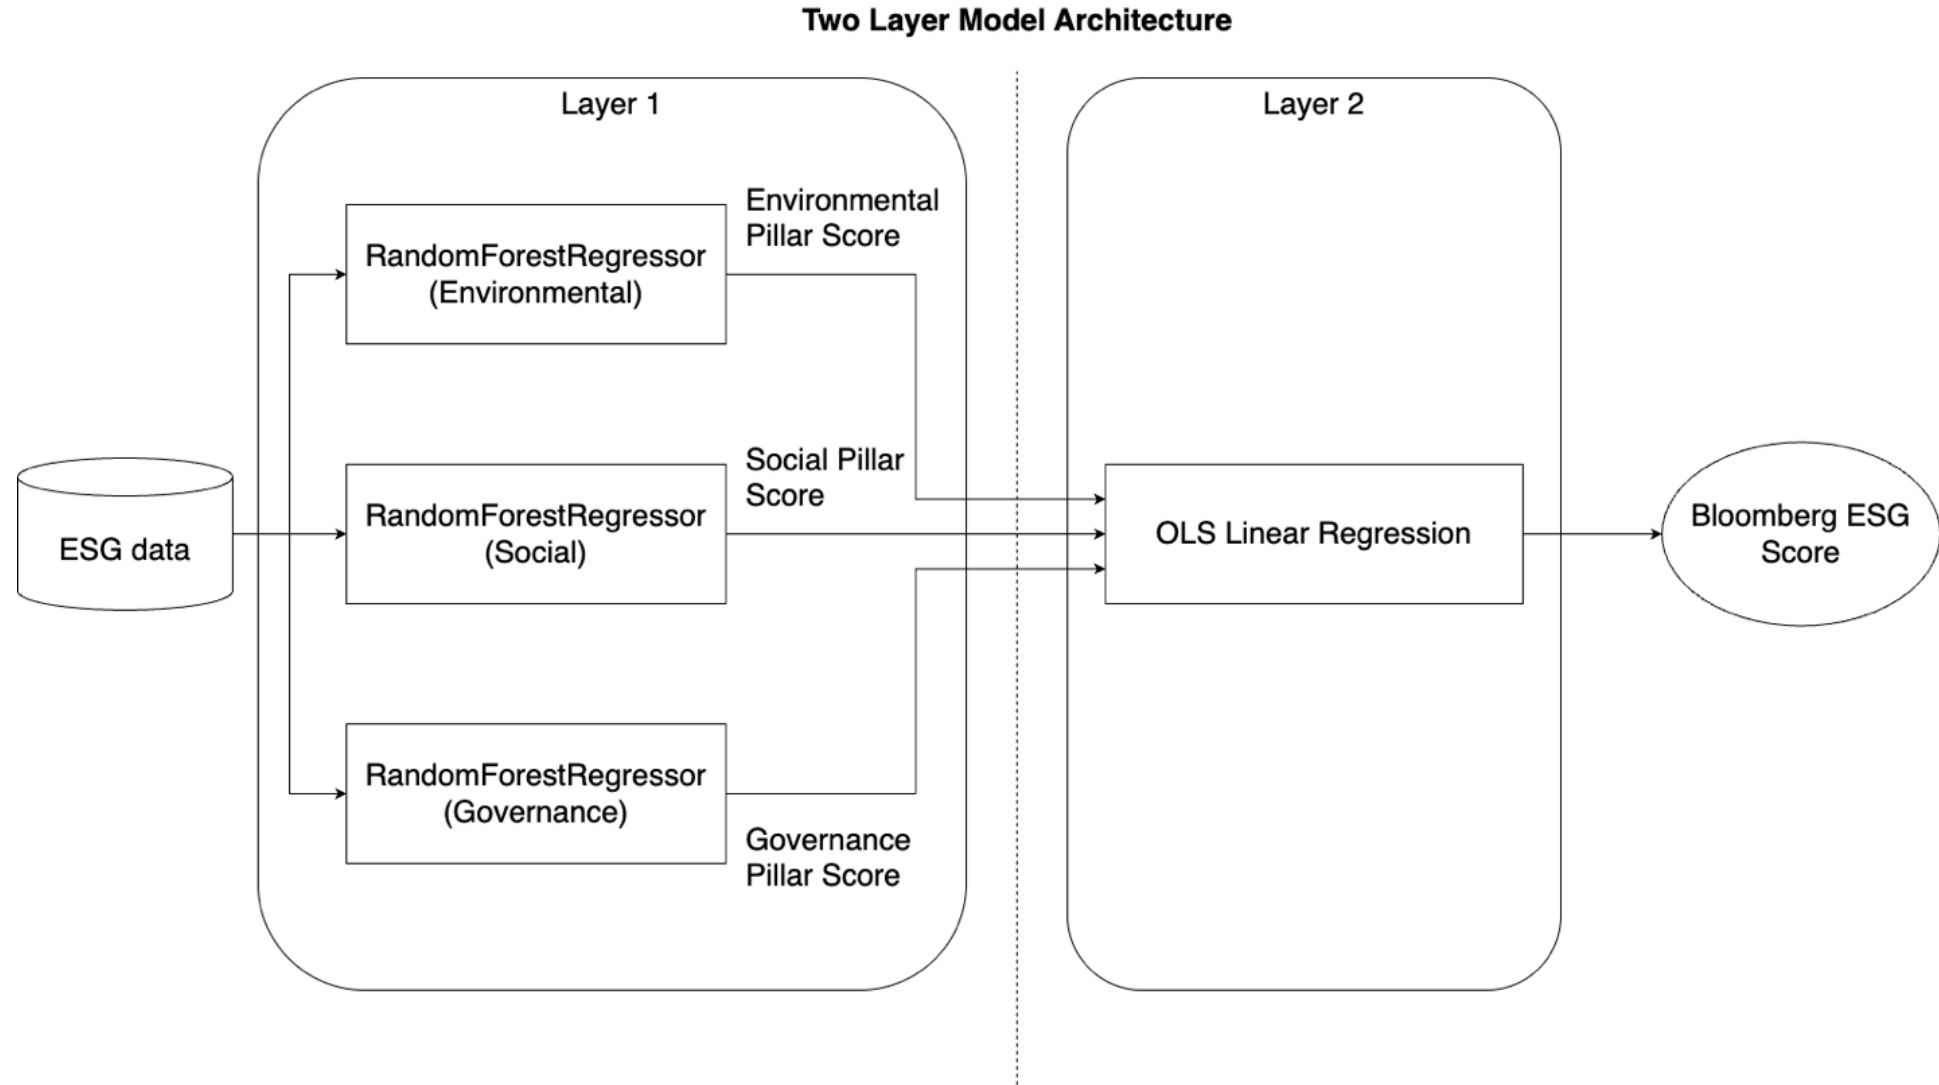 Two Layer Model Architecture
Layer 1
Layer 2
Environmental
Pillar Score
RandomForestRegressor
(Environmental)
Social Pillar
Score
RandomForestRegressor
(Social)
ESG data
OLS Linear Regression
Bloomberg ESG
Score
RandomForestRegressor
(Governance)
Governance
Pillar Score